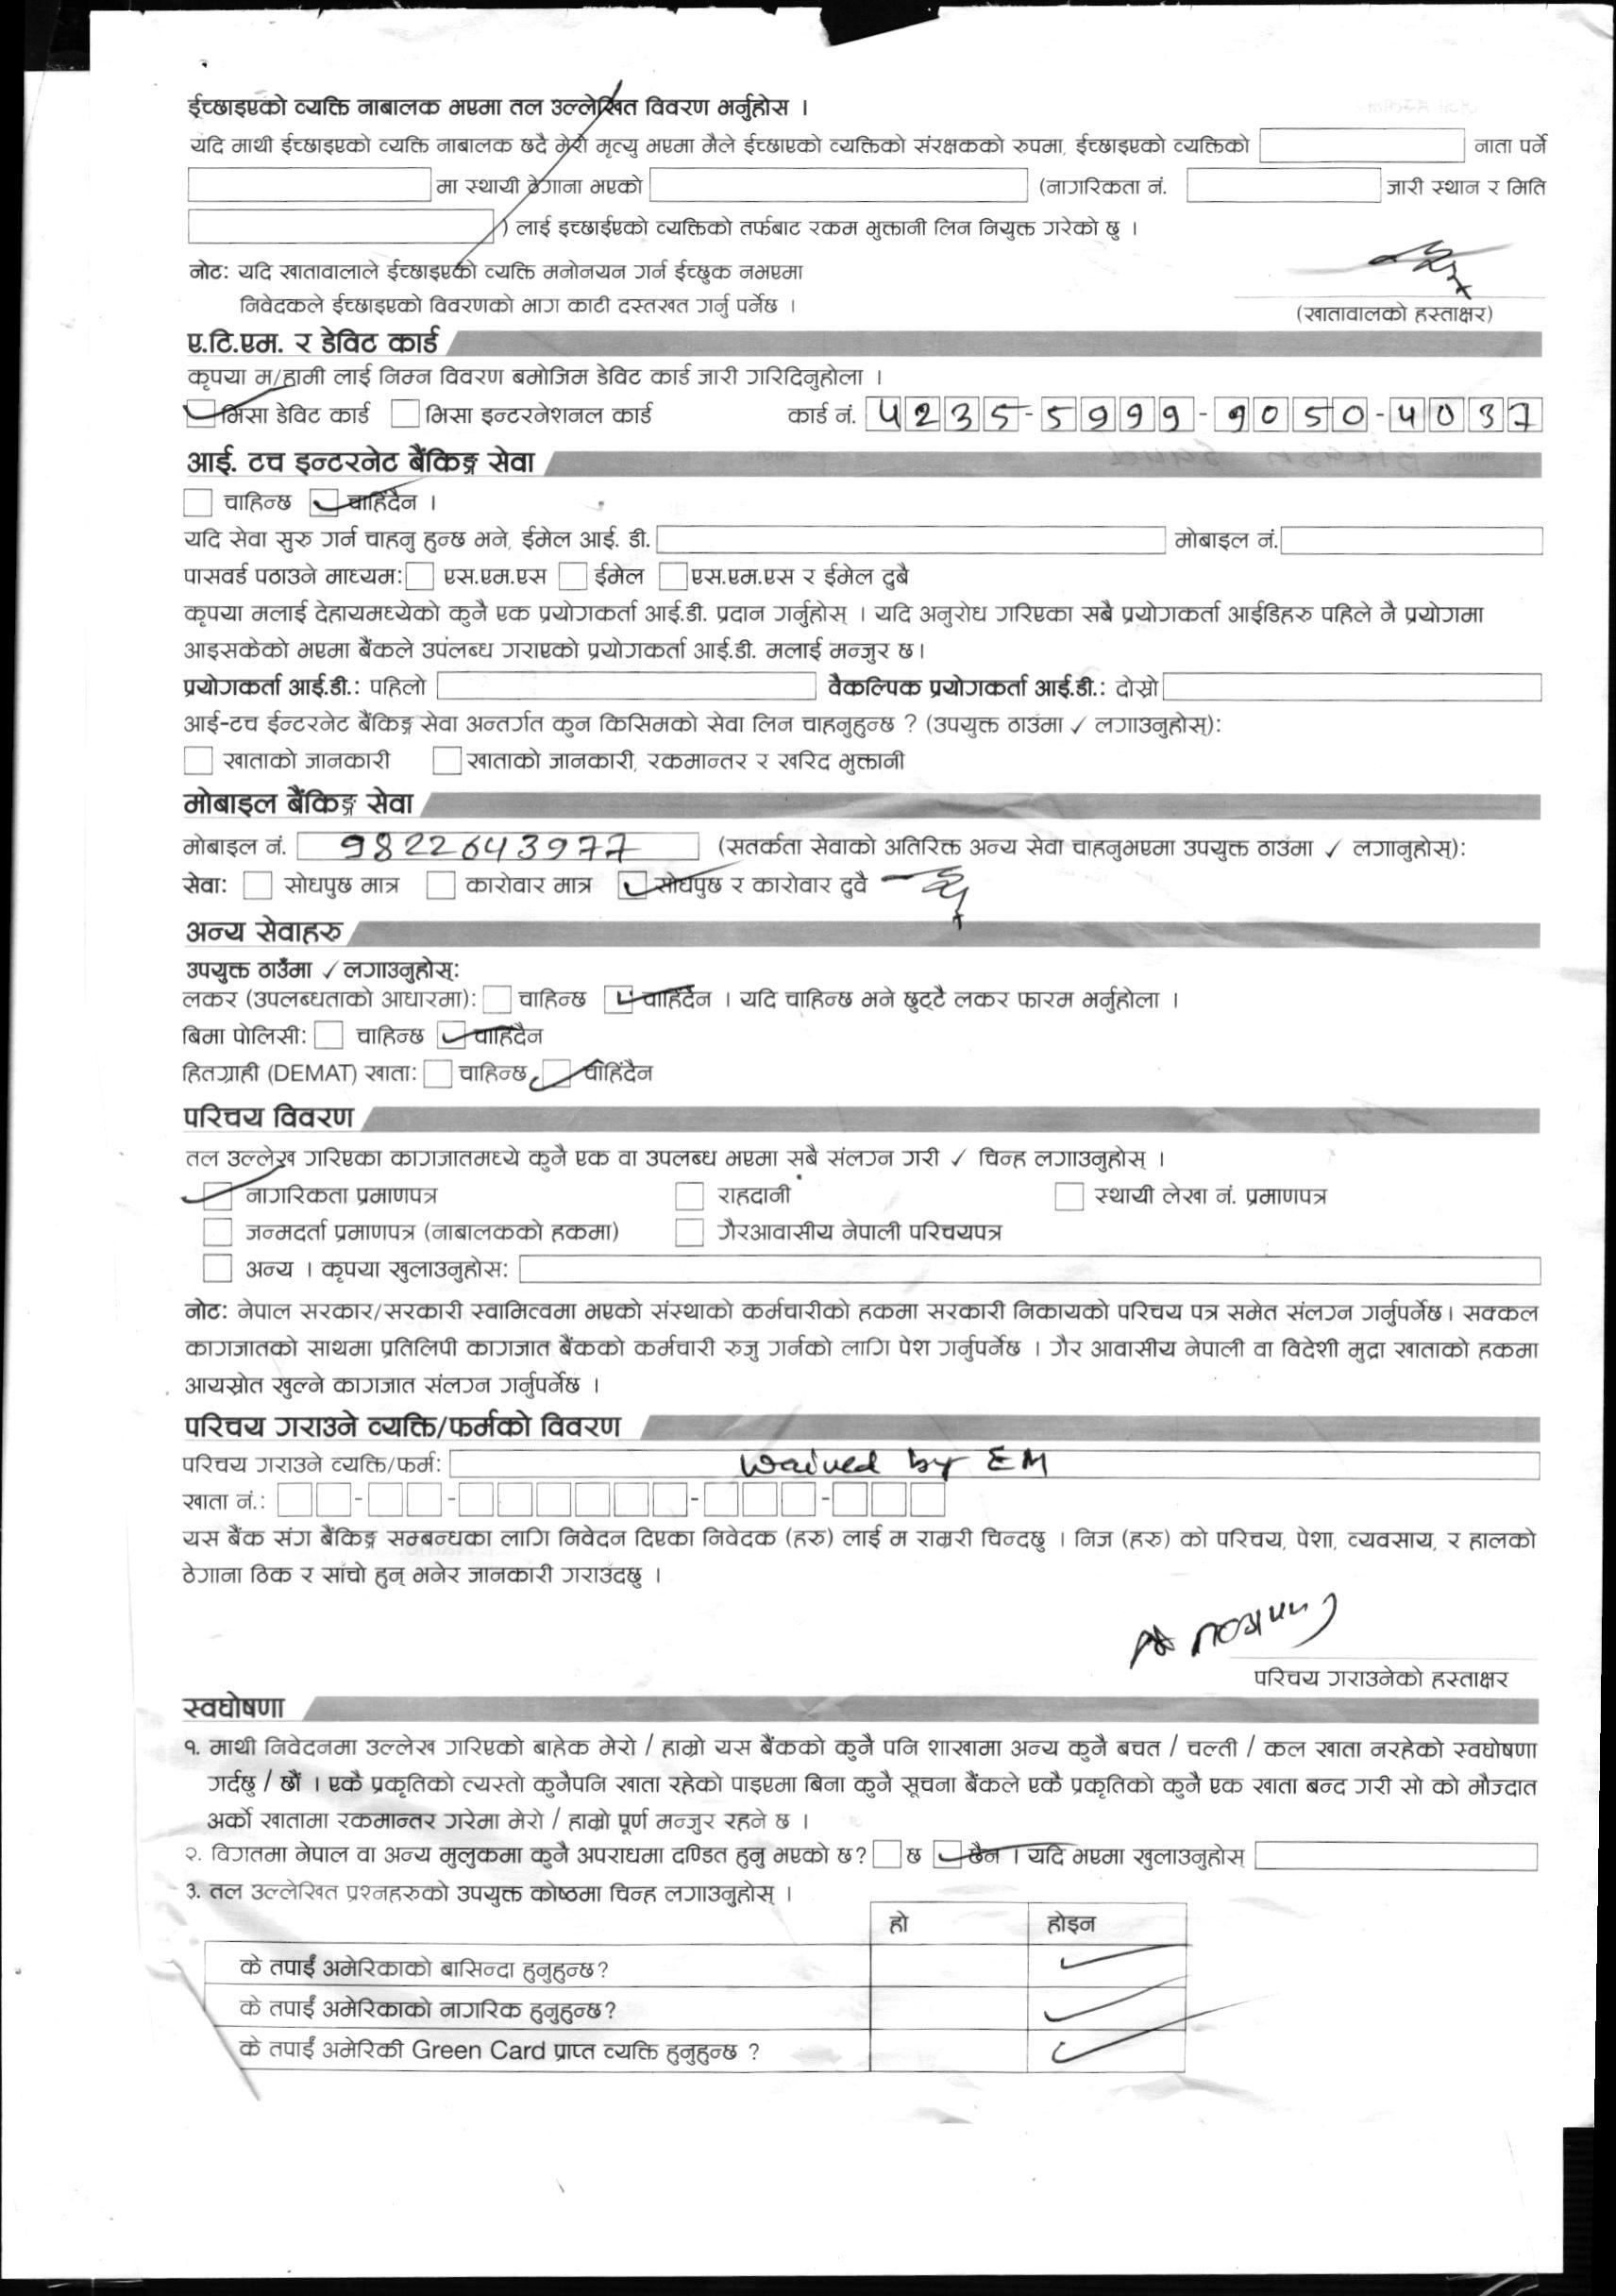 ईच्छाइएको व्यक्ति नाबालक भएमा तल उल्लेखित विवरण भर्नुहोस ।
यदि माथी ईच्छाइएको व्यक्ति नाबालक छदै मेरो मृत्यु भएमा मैले ईच्छाएको व्यक्तिको संरक्षकको रुपमा, ईच्छाइएको व्यक्तिको नाता पर्ने
मा स्थायी ठेगाना भएको (नागरिकता नं. जारी स्थान र मिति
) लाई इच्छाईएको व्यक्तिको तर्फबाट रकम भुक्तानी लिन नियुक्त गरेको छु ।
नोट: यदि खातावालाले ईच्छाइएको व्यक्ति मनोनयन गर्न ईच्छुक नभएमा
निवेदकले ईच्छाइएको विवरणको भाग काटी दस्तखत गर्नु पर्नेछ ।
(खातावालको हस्ताक्षर)
ए.टि.एम. र डेविट कार्ड
कृपया म/हामी लाई निम्न विवरण बमोजिम डेविट कार्ड जारी गरिदिनुहोला ।
भिसा डेविट कार्ड भिसा इन्टरनेशनल कार्ड कार्ड नं. 4235-5999-9050-4037
आई. टच इन्टरनेट बैंकिङ्ग सेवा
चाहिन्छ चाहिंदैन ।
यदि सेवा सुरु गर्न चाहनु हुन्छ भने, ईमेल आई. डी. मोबाइल नं.
पासवर्ड पठाउने माध्यम: एस.एम.एस ईमेल एस.एम.एस र ईमेल दुबै
कृपया मलाई देहायमध्येको कुनै एक प्रयोगकर्ता आई.डी. प्रदान गर्नुहोस् । यदि अनुरोध गरिएका सबै प्रयोगकर्ता आईडिहरु पहिले नै प्रयोगमा
आइसकेको भएमा बैंकले उपलब्ध गराएको प्रयोगकर्ता आई.डी. मलाई मन्जुर छ।
प्रयोगकर्ता आई.डी.: पहिलो वैकल्पिक प्रयोगकर्ता आई.डी.: दोस्रो
आई-टच ईन्टरनेट बैंकिङ्ग सेवा अन्तर्गत कुन किसिमको सेवा लिन चाहनुहुन्छ ? (उपयुक्त ठाउंमा ✓ लगाउनुहोस्):
खाताको जानकारी खाताको जानकारी, रकमान्तर र खरिद भुक्तानी
मोबाइल बैंकिङ्ग सेवा
मोबाइल नं. 9822643977 (सतर्कता सेवाको अतिरिक्त अन्य सेवा चाहनुभएमा उपयुक्त ठाउंमा ✓ लगानुहोस्):
सेवा: सोधपुछ मात्र कारोवार मात्र सोधपुछ र कारोवार दुवै
अन्य सेवाहरु
उपयुक्त ठाउँमा ✓ लगाउनुहोस्:
लकर (उपलब्धताको आधारमा): चाहिन्छ चाहिंदैन । यदि चाहिन्छ भने छुट्टै लकर फारम भर्नुहोला ।
बिमा पोलिसी: चाहिन्छ चाहिंदैन
हितग्राही (DEMAT) खाता: चाहिन्छ चाहिंदैन
परिचय विवरण
तल उल्लेख गरिएका कागजातमध्ये कुनै एक वा उपलब्ध भएमा सबै संलग्न गरी ✓ चिन्ह लगाउनुहोस् ।
नागरिकता प्रमाणपत्र राहदानी स्थायी लेखा नं. प्रमाणपत्र
जन्मदर्ता प्रमाणपत्र (नाबालकको हकमा) गैरआवासीय नेपाली परिचयपत्र
अन्य । कृपया खुलाउनुहोस:
नोट: नेपाल सरकार/सरकारी स्वामित्वमा भएको संस्थाको कर्मचारीको हकमा सरकारी निकायको परिचय पत्र समेत संलग्न गर्नुपर्नेछ। सक्कल
कागजातको साथमा प्रतिलिपी कागजात बैंकको कर्मचारी रुजु गर्नको लागि पेश गर्नुपर्नेछ । गैर आवासीय नेपाली वा विदेशी मुद्रा खाताको हकमा
आयस्रोत खुल्ने कागजात संलग्न गर्नुपर्नेछ ।
परिचय गराउने व्यक्ति/फर्मको विवरण
परिचय गराउने व्यक्ति/फर्म: Waived by EM
खाता नं.:
यस बैंक संग बैंकिङ्ग सम्बन्धका लागि निवेदन दिएका निवेदक (हरु) लाई म राम्ररी चिन्दछु । निज (हरु) को परिचय, पेशा, व्यवसाय, र हालको
ठेगाना ठिक र सांचो हुन् भनेर जानकारी गराउंदछु ।
परिचय गराउनेको हस्ताक्षर
स्वघोषणा
१. माथी निवेदनमा उल्लेख गरिएको बाहेक मेरो / हाम्रो यस बैंकको कुनै पनि शाखामा अन्य कुनै बचत / चल्ती / कल खाता नरहेको स्वघोषणा
गर्दछु / छौं । एकै प्रकृतिको त्यस्तो कुनैपनि खाता रहेको पाइएमा बिना कुनै सूचना बैंकले एकै प्रकृतिको कुनै एक खाता बन्द गरी सो को मौज्दात
अर्को खातामा रकमान्तर गरेमा मेरो / हाम्रो पूर्ण मन्जुर रहने छ ।
२. विगतमा नेपाल वा अन्य मुलुकमा कुनै अपराधमा दण्डित हुनु भएको छ? छ छैन । यदि भएमा खुलाउनुहोस्
३. तल उल्लेखित प्रश्नहरुको उपयुक्त कोष्ठमा चिन्ह लगाउनुहोस् ।
हो होइन
के तपाईं अमेरिकाको बासिन्दा हुनुहुन्छ? ✓
के तपाईं अमेरिकाको नागरिक हुनुहुन्छ? ✓
के तपाईं अमेरिकी Green Card प्राप्त व्यक्ति हुनुहुन्छ ? ✓